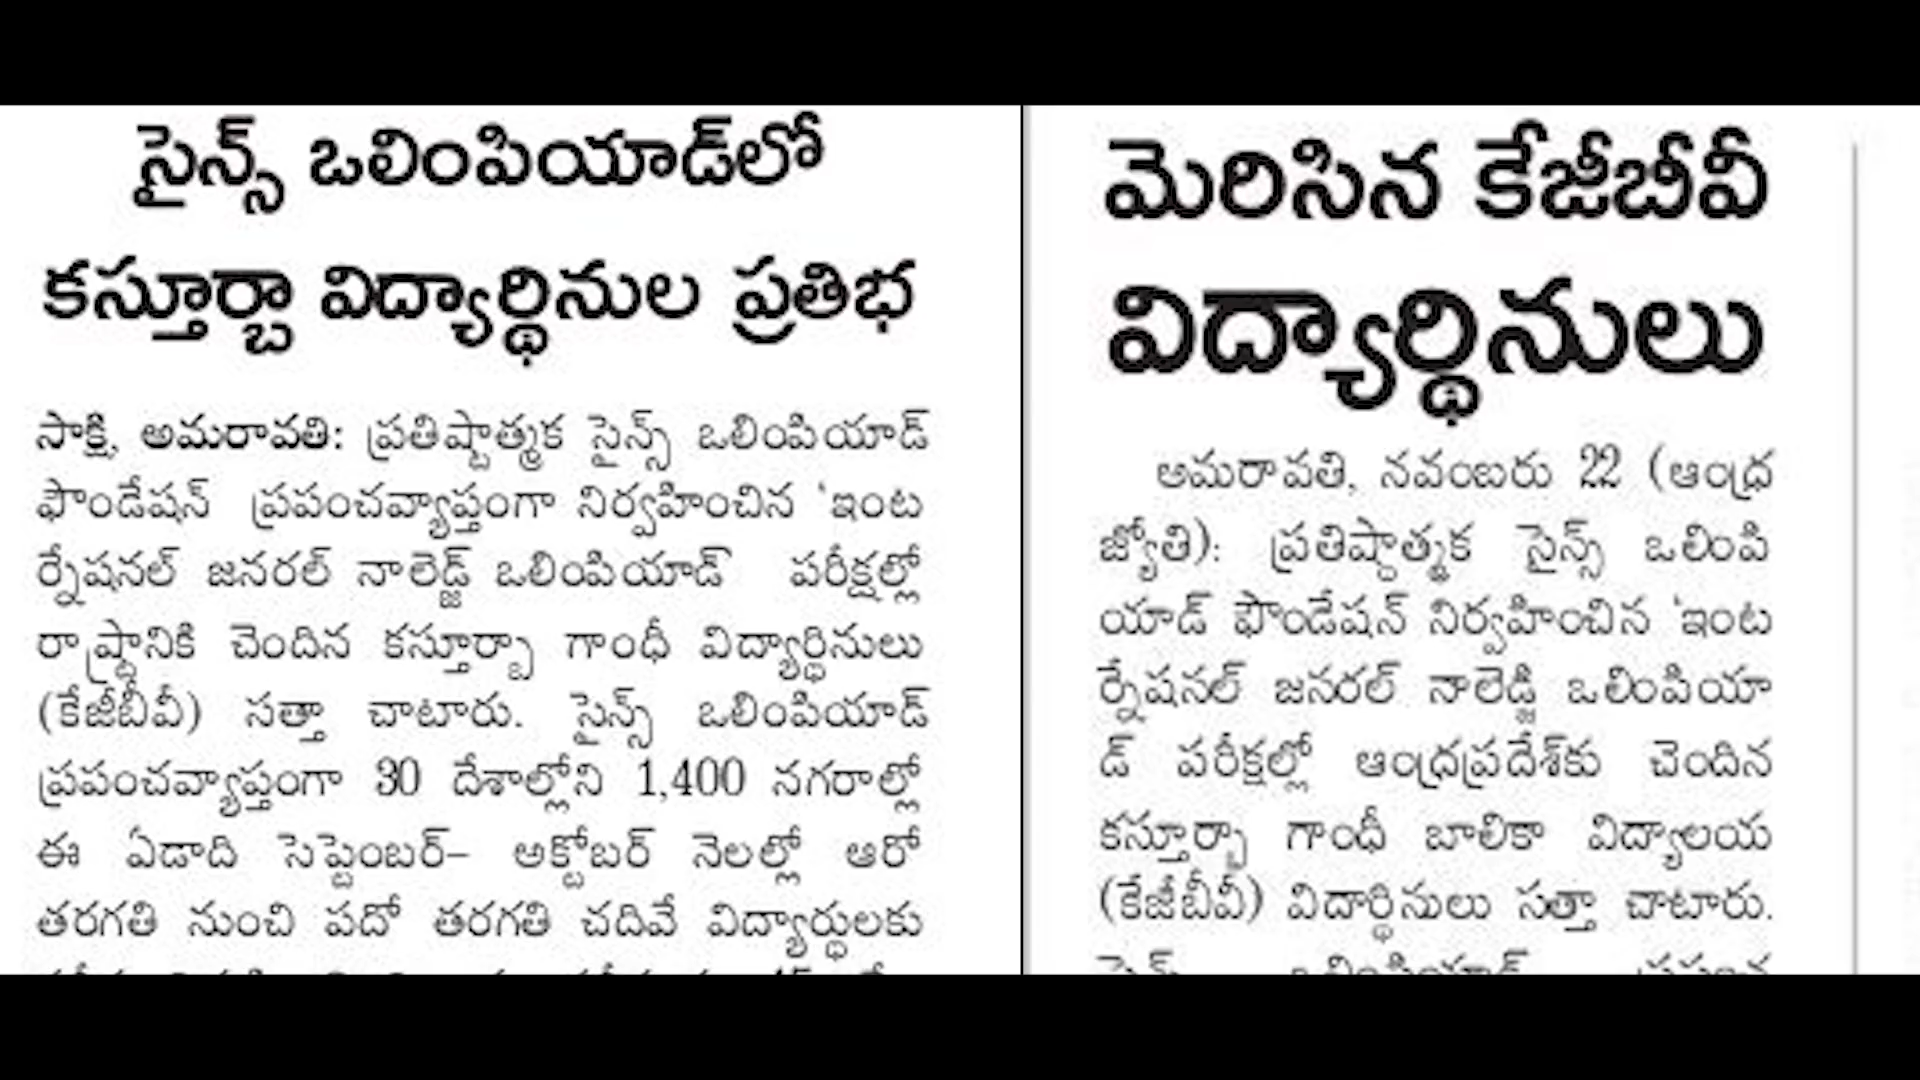 సైన్స్ ఒలింపియాడ్‌లో
కస్తూర్బా విద్యార్థినుల ప్రతిభ
సాక్షి, అమరావతి: ప్రతిష్టాత్మక సైన్స్ ఒలింపియాడ్
ఫౌండేషన్ ప్రపంచవ్యాప్తంగా నిర్వహించిన ‘ఇంట
ర్నేషనల్ జనరల్ నాలెడ్జ్ ఒలింపియాడ్’ పరీక్షల్లో
రాష్ట్రానికి చెందిన కస్తూర్బా గాంధీ విద్యార్థినులు
(కేజీబీవీ) సత్తా చాటారు. సైన్స్ ఒలింపియాడ్
ప్రపంచవ్యాప్తంగా 30 దేశాల్లోని 1,400 నగరాల్లో
ఈ ఏడాది సెప్టెంబర్– అక్టోబర్ నెలల్లో ఆరో
తరగతి నుంచి పదో తరగతి చదివే విద్యార్థులకు
మెరిసిన కేజీబీవీ
విద్యార్థినులు
అమరావతి, నవంబరు 22 (ఆంధ్ర
జ్యోతి): ప్రతిష్ఠాత్మక సైన్స్ ఒలింపి
యాడ్ ఫౌండేషన్ నిర్వహించిన ‘ఇంట
ర్నేషనల్ జనరల్ నాలెడ్జి ఒలింపియా
డ్ పరీక్షల్లో ఆంధ్రప్రదేశ్‌కు చెందిన
కస్తూర్బా గాంధీ బాలికా విద్యాలయ
(కేజీబీవీ) విదార్థినులు సత్తా చాటారు.